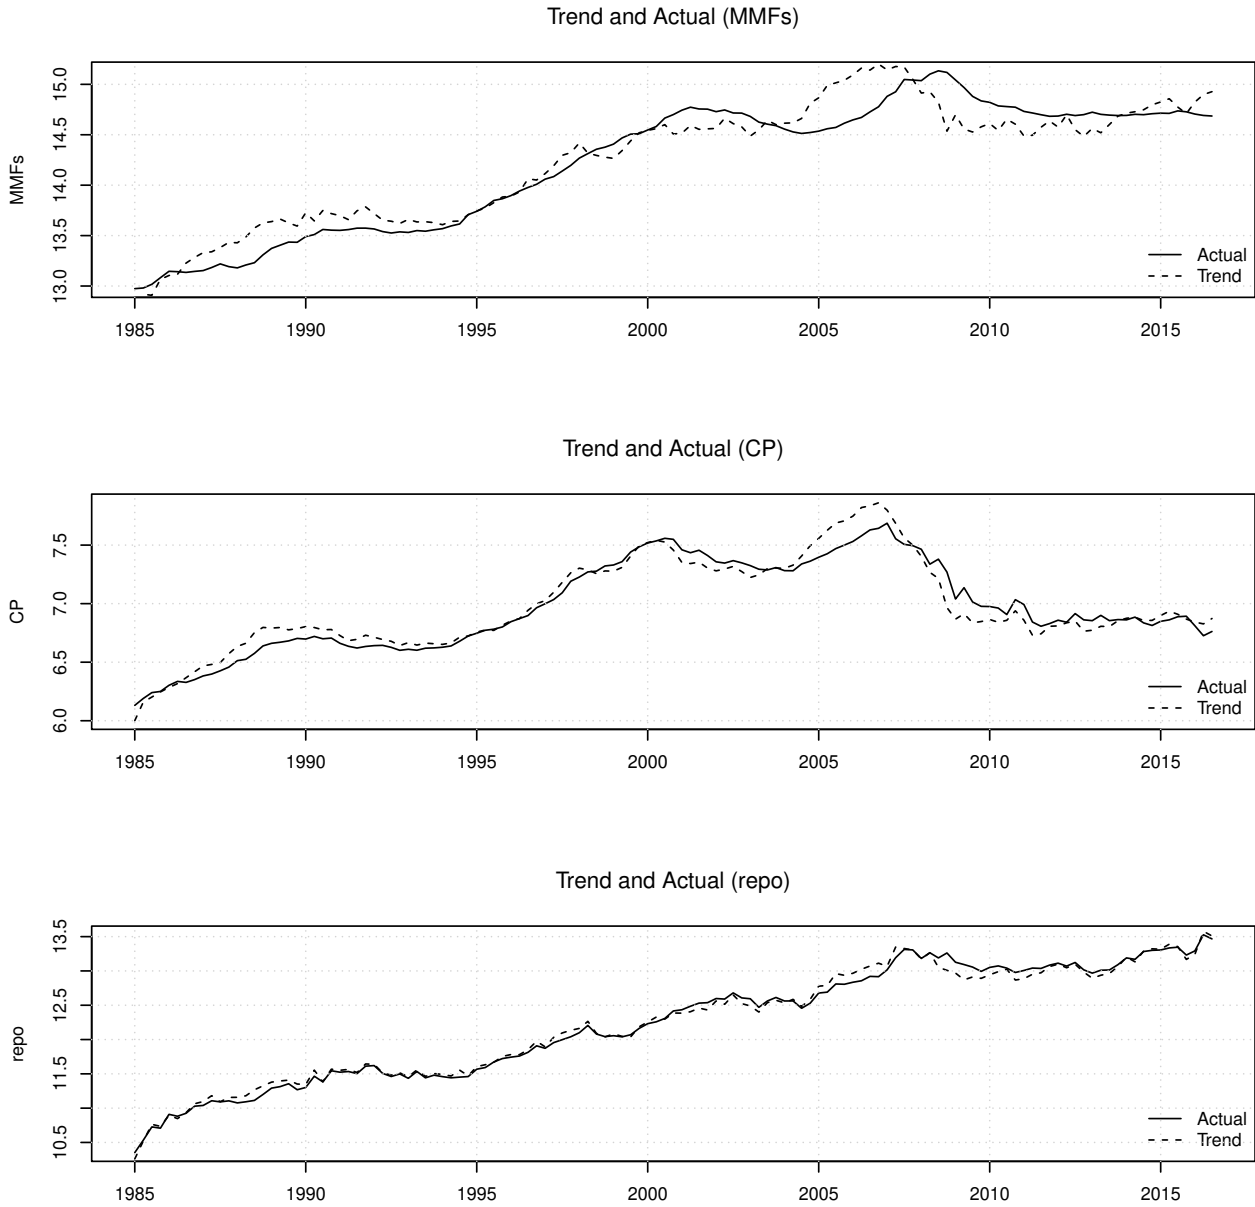 Trend and Actual (MMFs)
MMFs
15.0
14.5
14.0
13.5
13.0
Actual
Trend
1985 1990 1995 2000 2005 2010 2015
Trend and Actual (CP)
CP
7.5
7.0
6.5
6.0
Actual
Trend
1985 1990 1995 2000 2005 2010 2015
Trend and Actual (repo)
repo
13.5
12.5
11.5
10.5
Actual
Trend
1985 1990 1995 2000 2005 2010 2015